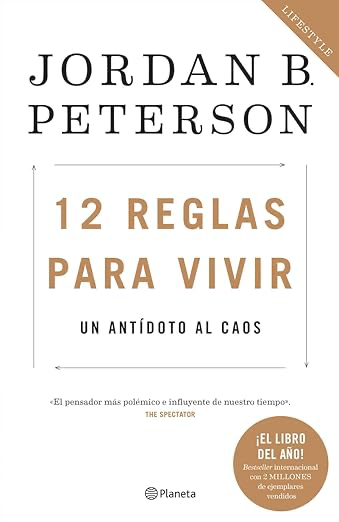 LIFESTYLE
JORDAN B.
PETERSON
12 REGLAS
PARA VIVIR
UN ANTÍDOTO AL CAOS
«El pensador más polémico e influyente de nuestro tiempo».
THE SPECTATOR
¡EL LIBRO
DEL AÑO!
Bestseller internacional
con 2 MILLONES
de ejemplares
vendidos
Planeta